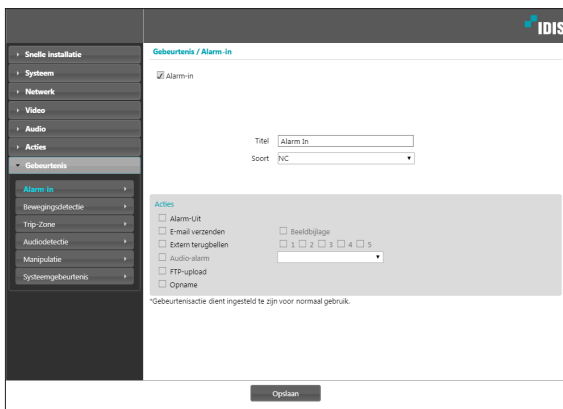 IDIS
Snelle installatie
Systeem
Netwerk
Video
Audio
Acties
Gebeurtenis
Alarm in
Bewegingsdetectie
Trip-Zone
Audiodetectie
Manipulatie
Systeemgebeurtenis
Gebeurtenis / Alarm-in
Alarm-in
Titel Alarm In
Soort NC
Acties
Alarm-Uit
E-mail verzenden Beeldbijlage
Extern terugbellen 1 2 3 4 5
Audio-alarm
FTP-upload
Opname
*Gebeurtenisactie dient ingesteld te zijn voor normaal gebruik.
Opslaan